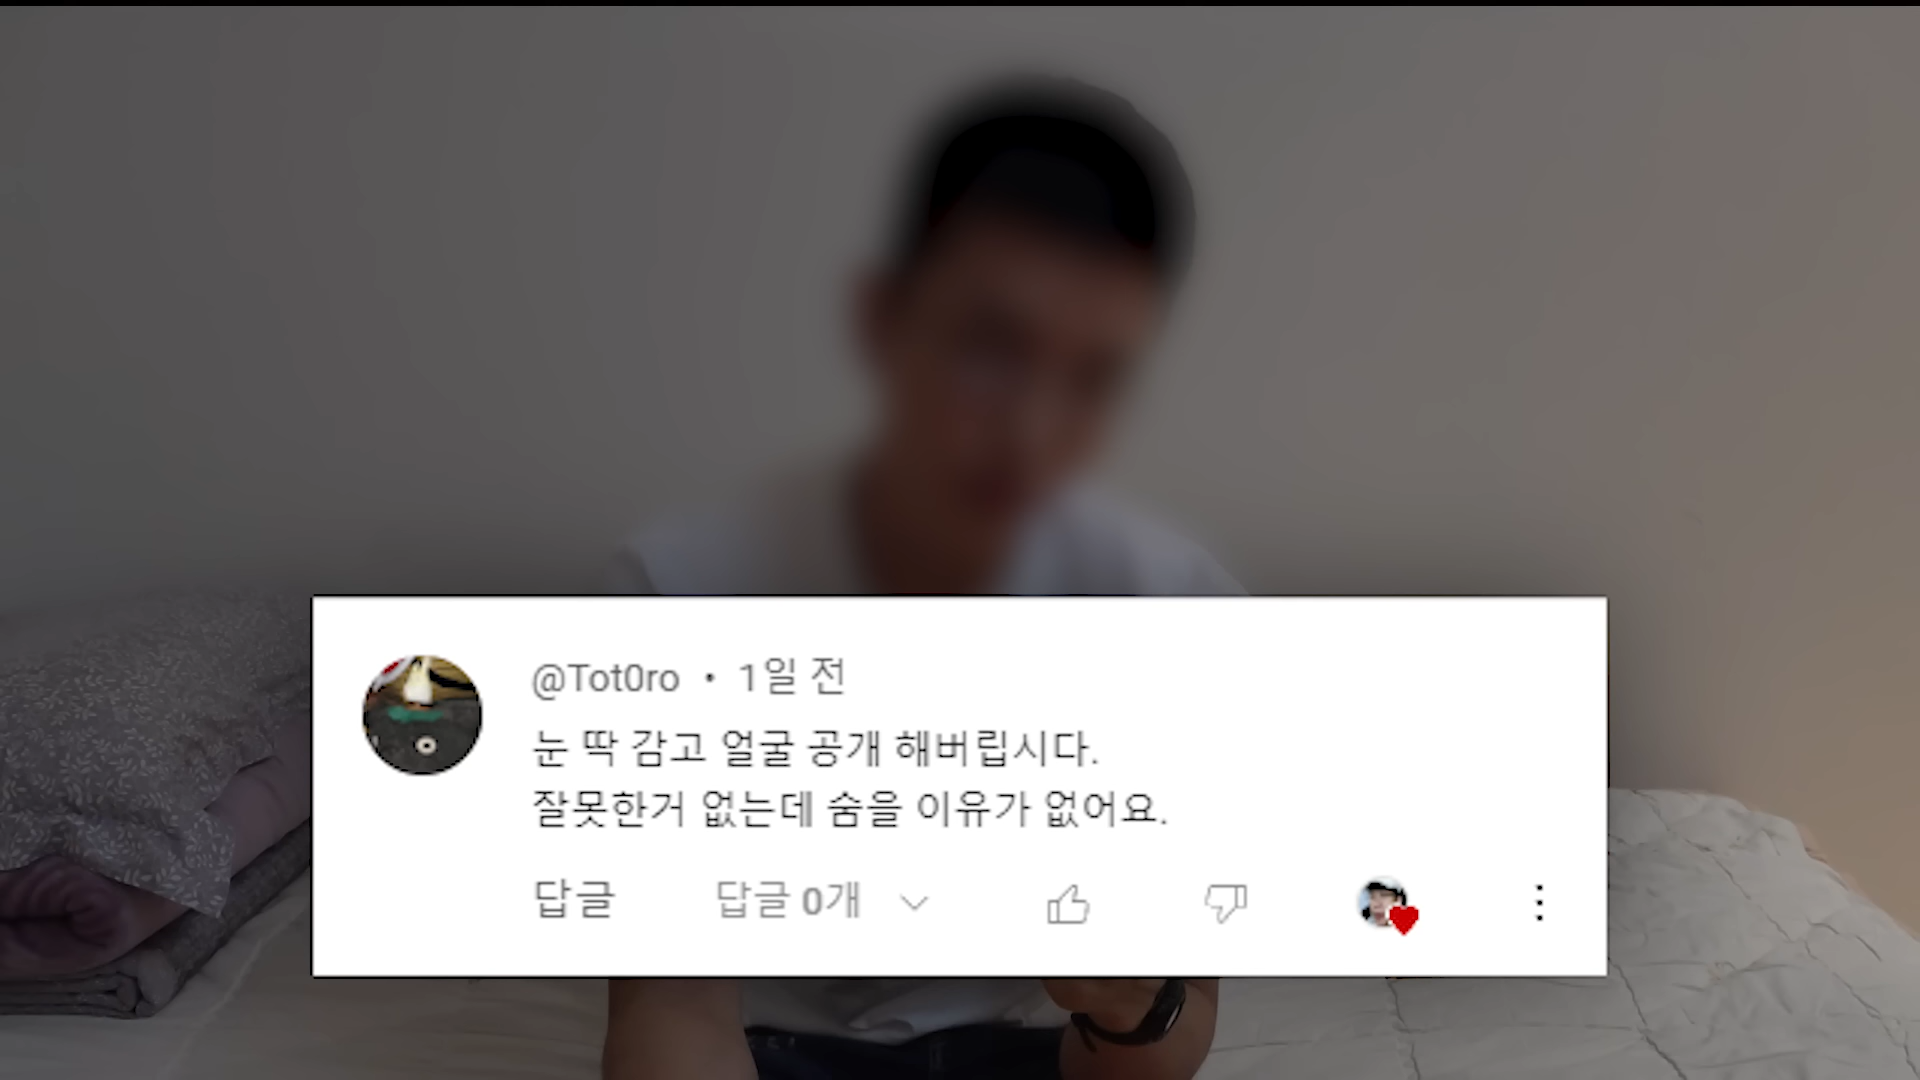 @Tot0ro • 1일 전
눈 딱 감고 얼굴 공개 해버립시다.
잘못한거 없는데 숨을 이유가 없어요.
답글 답글 0개